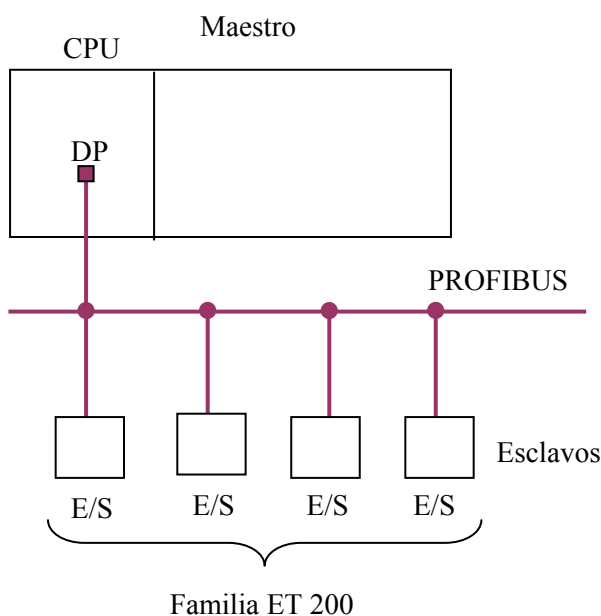 Maestro
CPU
DP
PROFIBUS
Esclavos
E/S E/S E/S E/S
Familia ET 200